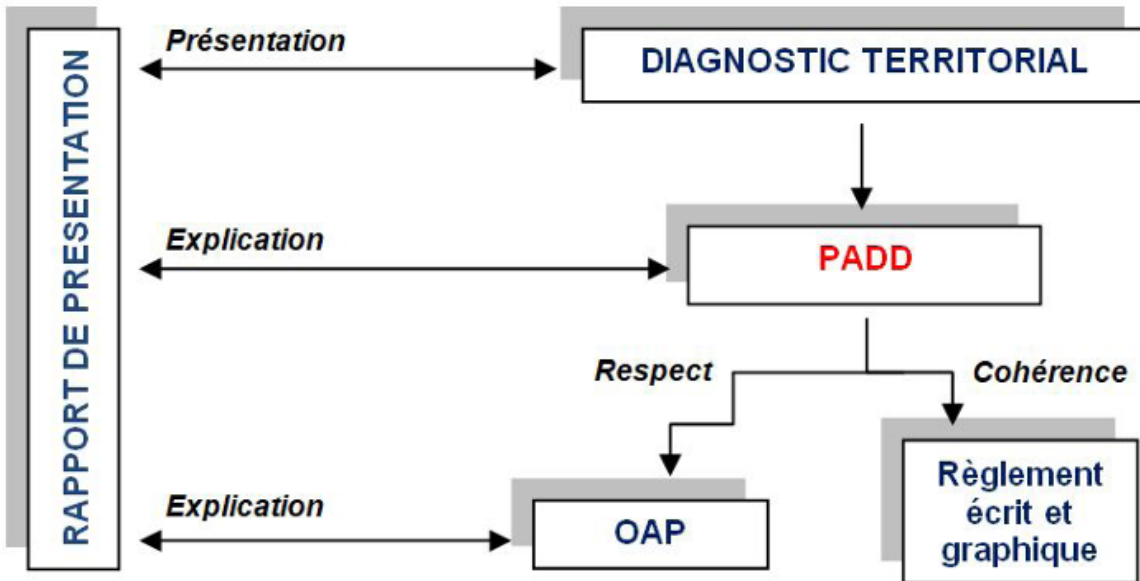 RAPPORT DE PRESENTATION
Présentation
DIAGNOSTIC TERRITORIAL
Explication
PADD
Respect
Cohérence
Explication
OAP
Règlement
écrit et
graphique